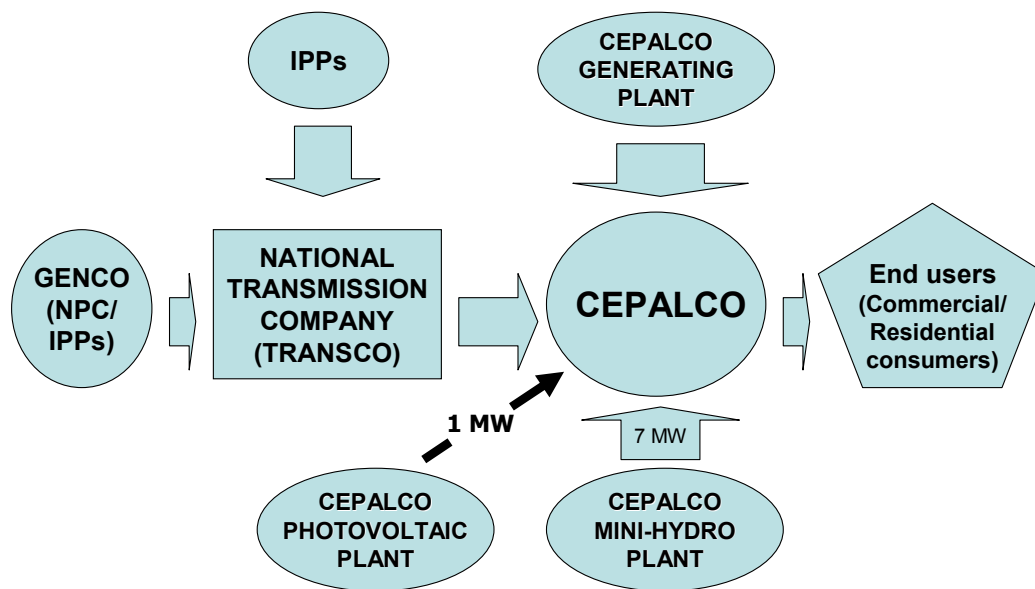 IPPs
CEPALCO
GENERATING
PLANT
GENCO
(NPC/
IPPs)
NATIONAL
TRANSMISSION
COMPANY
(TRANSCO)
CEPALCO
End users
(Commercial/
Residential
consumers)
1 MW
7 MW
CEPALCO
PHOTOVOLTAIC
PLANT
CEPALCO
MINI-HYDRO
PLANT